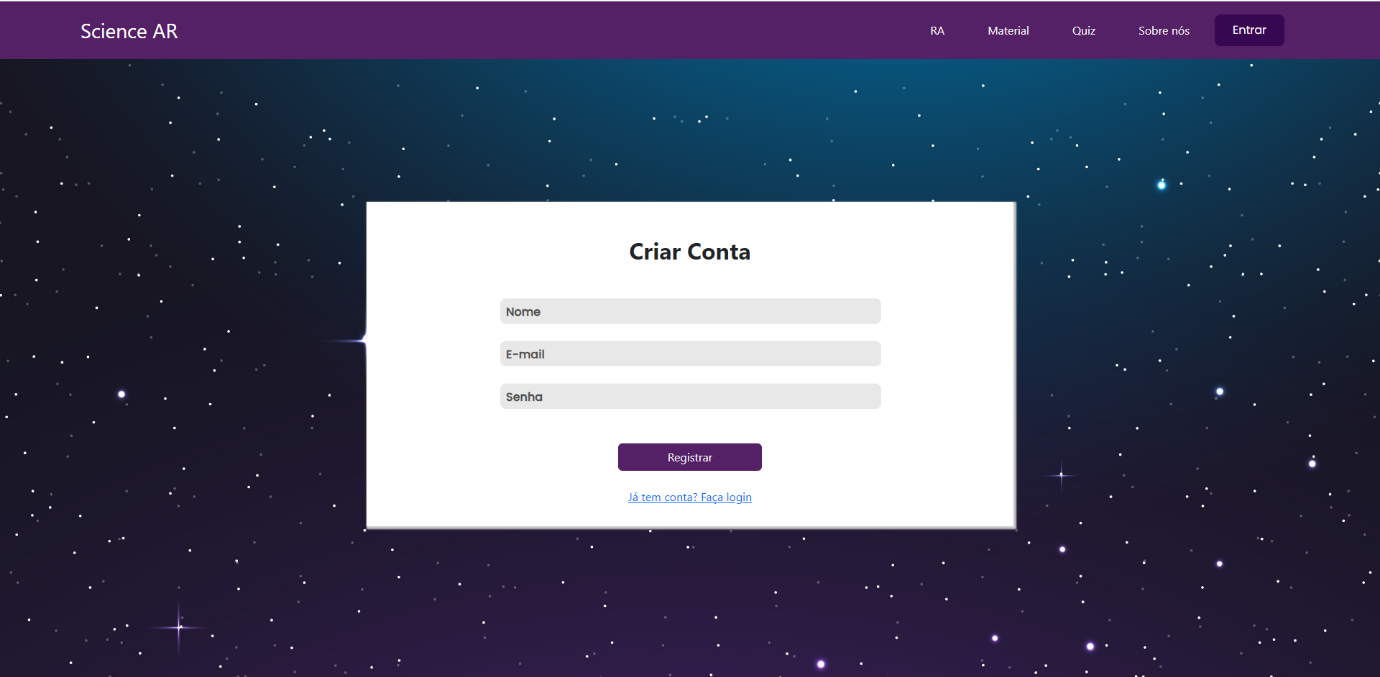 Science AR
RA Material Quiz Sobre nós Entrar
Criar Conta
Nome
E-mail
Senha
Registrar
Já tem conta? Faça login